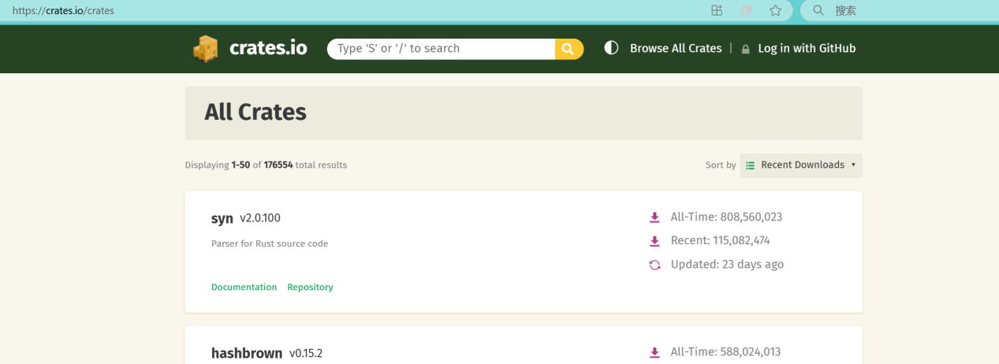 https://crates.io/crates 搜索
crates.io Type 'S' or '/' to search Browse All Crates | Log in with GitHub
All Crates
Displaying 1-50 of 176554 total results Sort by Recent Downloads ▾
syn v2.0.100 All-Time: 808,560,023
Parser for Rust source code Recent: 115,082,474
Updated: 23 days ago
Documentation Repository
hashbrown v0.15.2 All-Time: 588,024,013